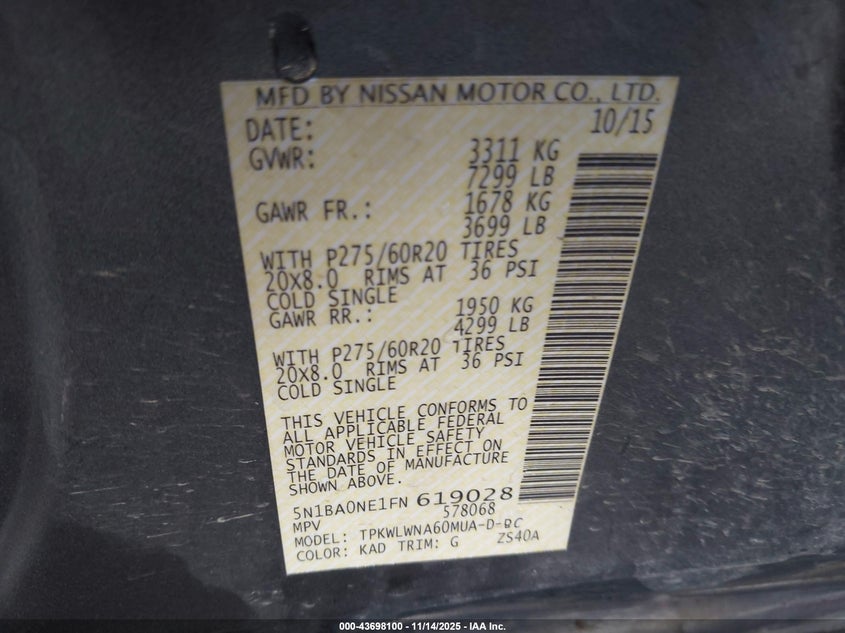 MFD BY NISSAN MOTOR CO., LTD.
DATE: 10/15
GVWR: 3311 KG
7299 LB
GAWR FR.: 1678 KG
3699 LB
WITH P275/60R20 TIRES
20X8.0 RIMS AT 36 PSI
COLD SINGLE
GAWR RR.: 1950 KG
4299 LB
WITH P275/60R20 TIRES
20X8.0 RIMS AT 36 PSI
COLD SINGLE
THIS VEHICLE CONFORMS TO
ALL APPLICABLE FEDERAL
MOTOR VEHICLE SAFETY
STANDARDS IN EFFECT ON
THE DATE OF MANUFACTURE
SHOWN ABOVE.
5N1BA0NE1FN 619028
MPV 578068
MODEL: TPKWLWNA60MUA-D-BC
COLOR: KAD TRIM: G ZS40A
000-43698100 - 11/14/2025 - IAA Inc.